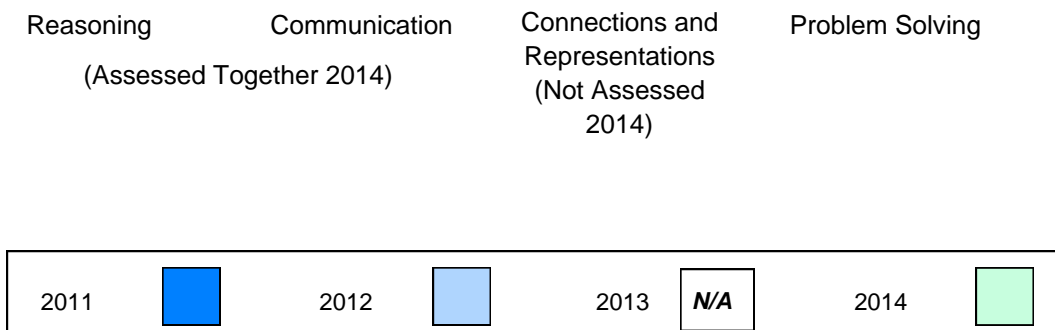 Reasoning
Communication
(Assessed Together 2014)
Connections and
Representations
(Not Assessed
2014)
Problem Solving
2011
2012
2013
N/A
2014